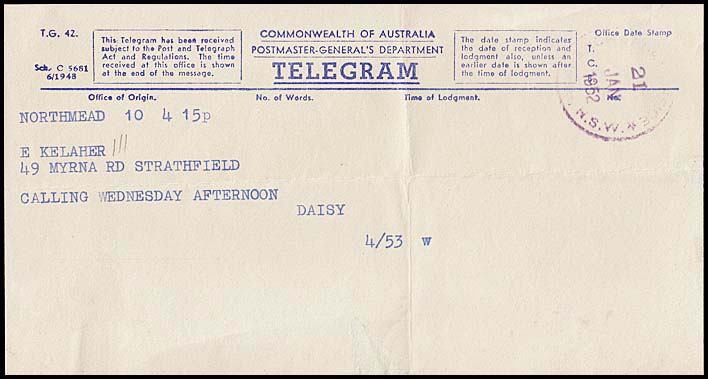 T.G. 42.
Sch. C 5681
6/1948
This Telegram has been received
subject to the Post and Telegraph
Act and Regulations. The time
received at this office is shown
at the end of the message.
COMMONWEALTH OF AUSTRALIA
POSTMASTER-GENERAL'S DEPARTMENT
TELEGRAM
The date stamp indicates
the date of reception and
lodgment also, unless an
earlier date is shown after
the time of lodgment.
Office Date Stamp
21
JAN
1952
N.S.W.
Office of Origin. No. of Words. Time of Lodgment. No.
NORTHMEAD 10 4 15p
E KELAHER
49 MYRNA RD STRATHFIELD
CALLING WEDNESDAY AFTERNOON
DAISY
4/53 W